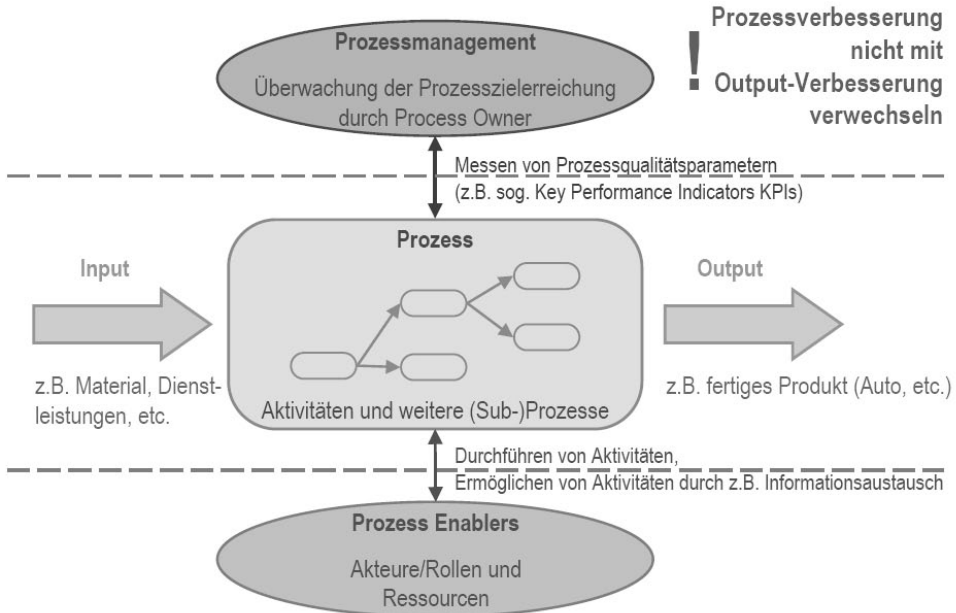 Prozessmanagement
Überwachung der Prozesszielerreichung
durch Process Owner
!
Prozessverbesserung
nicht mit
Output-Verbesserung
verwechseln
Messen von Prozessqualitätsparametern
(z.B. sog. Key Performance Indicators KPIs)
Input
z.B. Material, Dienst-
leistungen, etc.
Prozess
Aktivitäten und weitere (Sub-)Prozesse
Output
z.B. fertiges Produkt (Auto, etc.)
Durchführen von Aktivitäten,
Ermöglichen von Aktivitäten durch z.B. Informationsaustausch
Prozess Enablers
Akteure/Rollen und
Ressourcen